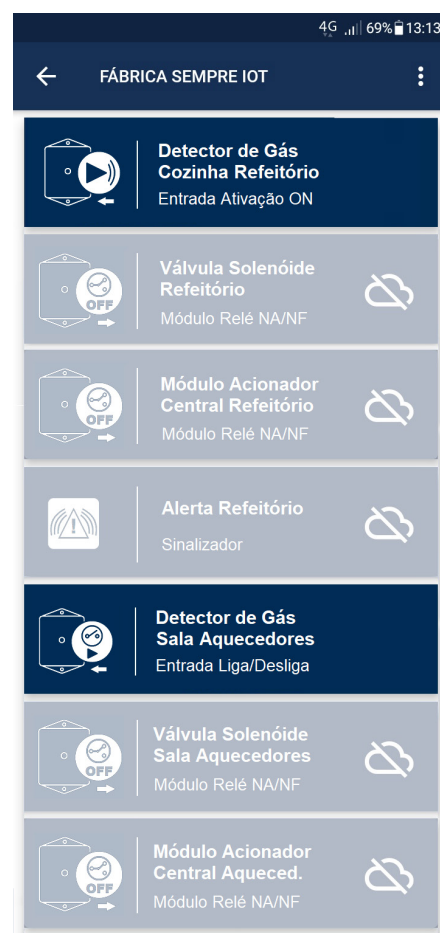 4G 69% 13:13
FÁBRICA SEMPRE IOT
Detector de Gás
Cozinha Refeitório
Entrada Ativação ON
Válvula Solenóide
Refeitório
OFF
Módulo Relé NA/NF
Módulo Acionador
Central Refeitório
OFF
Módulo Relé NA/NF
Alerta Refeitório
Sinalizador
Detector de Gás
Sala Aquecedores
Entrada Liga/Desliga
Válvula Solenóide
Sala Aquecedores
OFF
Módulo Relé NA/NF
Módulo Acionador
Central Aqueced.
OFF
Módulo Relé NA/NF